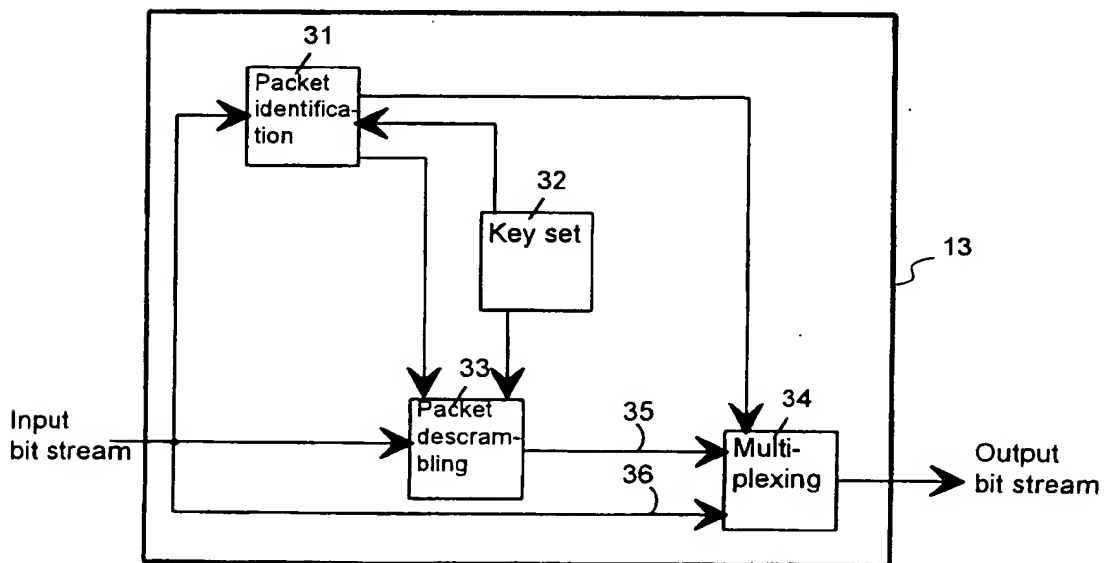 31
Packet
identifica-
tion
32
Key set
13
33
Packet
descram-
bling
35
34
Multi-
plexing
36
Input
bit stream
Output
bit stream